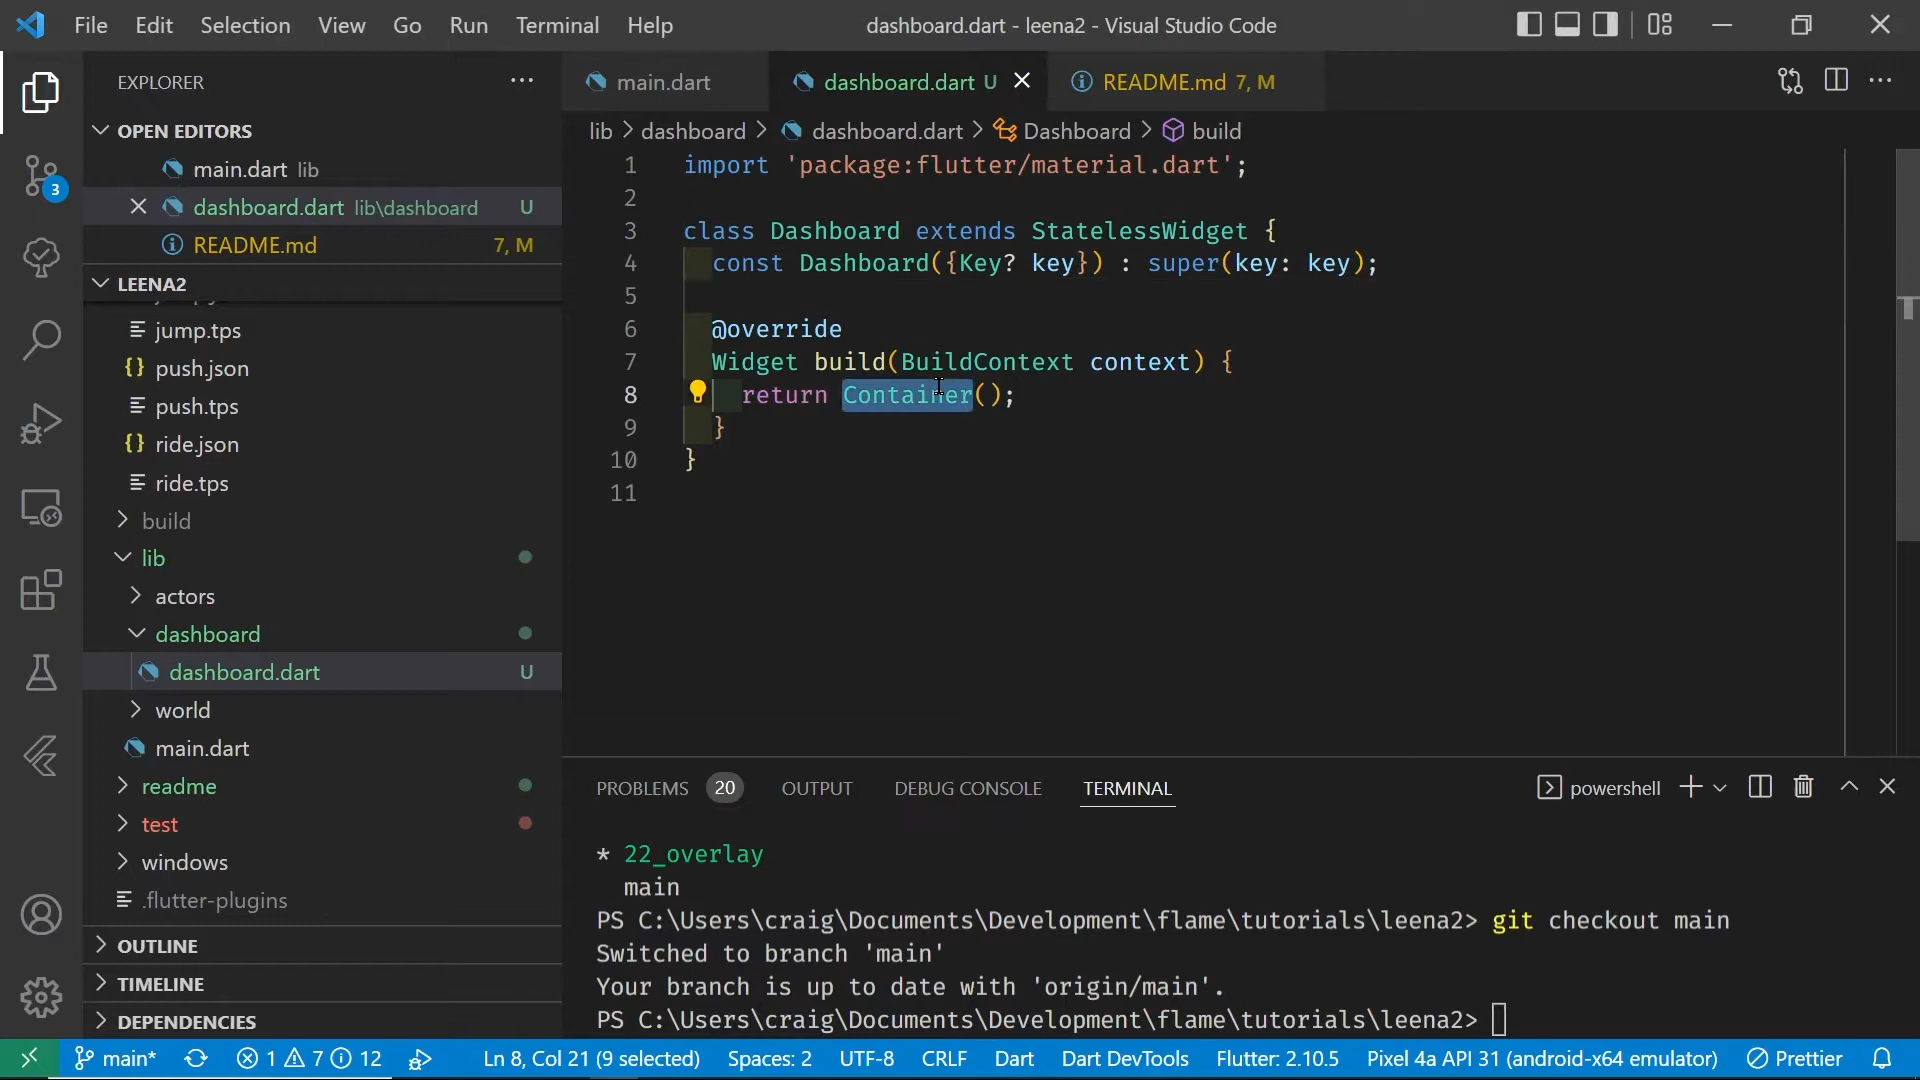 File Edit Selection View Go Run Terminal Help
dashboard.dart - leena2 - Visual Studio Code
EXPLORER
OPEN EDITORS
main.dart lib
dashboard.dart lib\dashboard U
README.md 7, M
LEENA2
jump.tps
{} push.json
push.tps
{} ride.json
ride.tps
build
lib
actors
dashboard
dashboard.dart U
world
main.dart
readme
test
windows
.flutter-plugins
OUTLINE
TIMELINE
DEPENDENCIES
3
main.dart
dashboard.dart U
README.md 7, M
lib > dashboard > dashboard.dart > Dashboard > build
1 import 'package:flutter/material.dart';
2
3 class Dashboard extends StatelessWidget {
4 const Dashboard({Key? key}) : super(key: key);
5
6 @override
7 Widget build(BuildContext context) {
8 return Container();
9 }
10 }
11
PROBLEMS 20 OUTPUT DEBUG CONSOLE TERMINAL
powershell
* 22_overlay
main
PS C:\Users\craig\Documents\Development\flame\tutorials\leena2> git checkout main
Switched to branch 'main'
Your branch is up to date with 'origin/main'.
PS C:\Users\craig\Documents\Development\flame\tutorials\leena2>
main* 1 7 12 Ln 8, Col 21 (9 selected) Spaces: 2 UTF-8 CRLF Dart Dart DevTools Flutter: 2.10.5 Pixel 4a API 31 (android-x64 emulator) Prettier